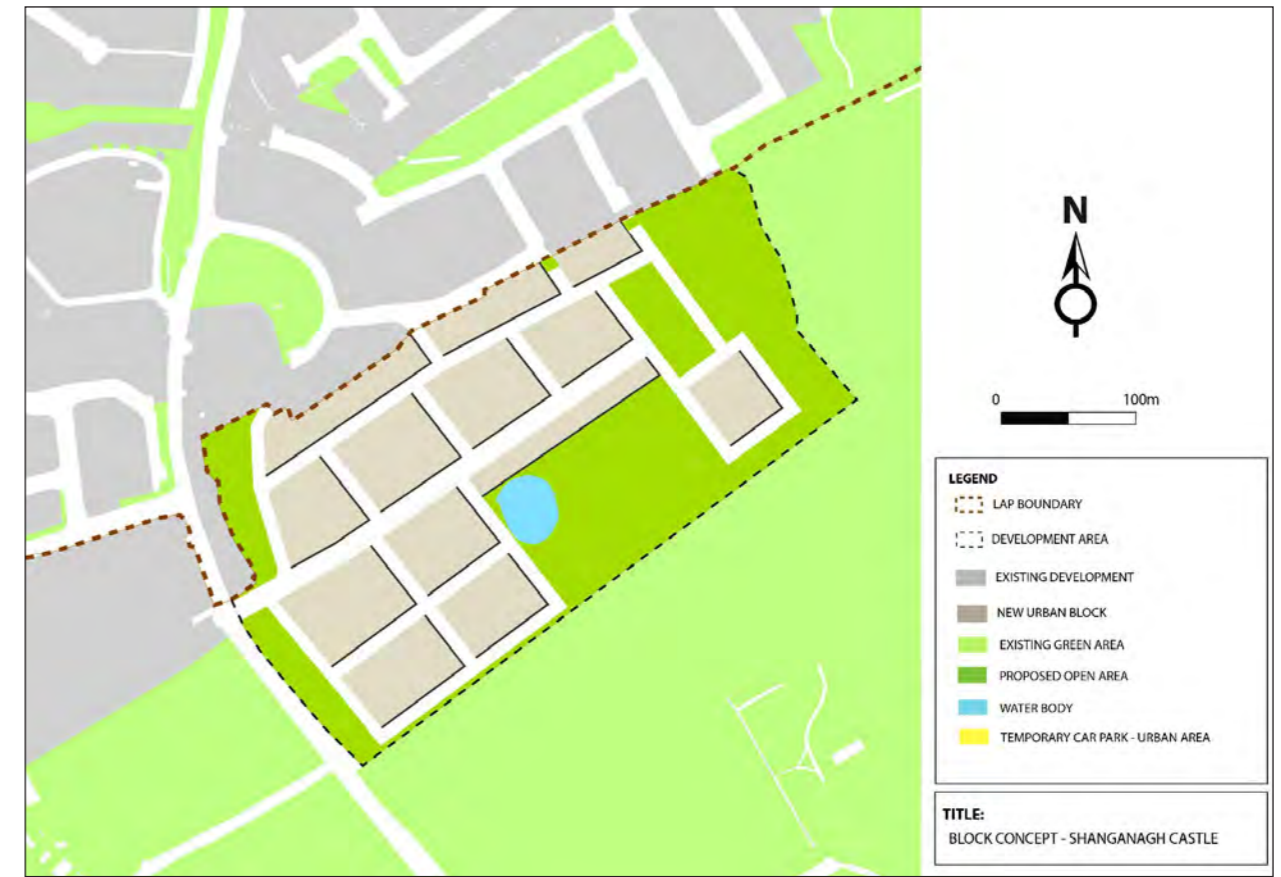 N
0 100m
LEGEND
LAP BOUNDARY
DEVELOPMENT AREA
EXISTING DEVELOPMENT
NEW URBAN BLOCK
EXISTING GREEN AREA
PROPOSED OPEN AREA
WATER BODY
TEMPORARY CAR PARK - URBAN AREA
TITLE:
BLOCK CONCEPT - SHANGANAGH CASTLE